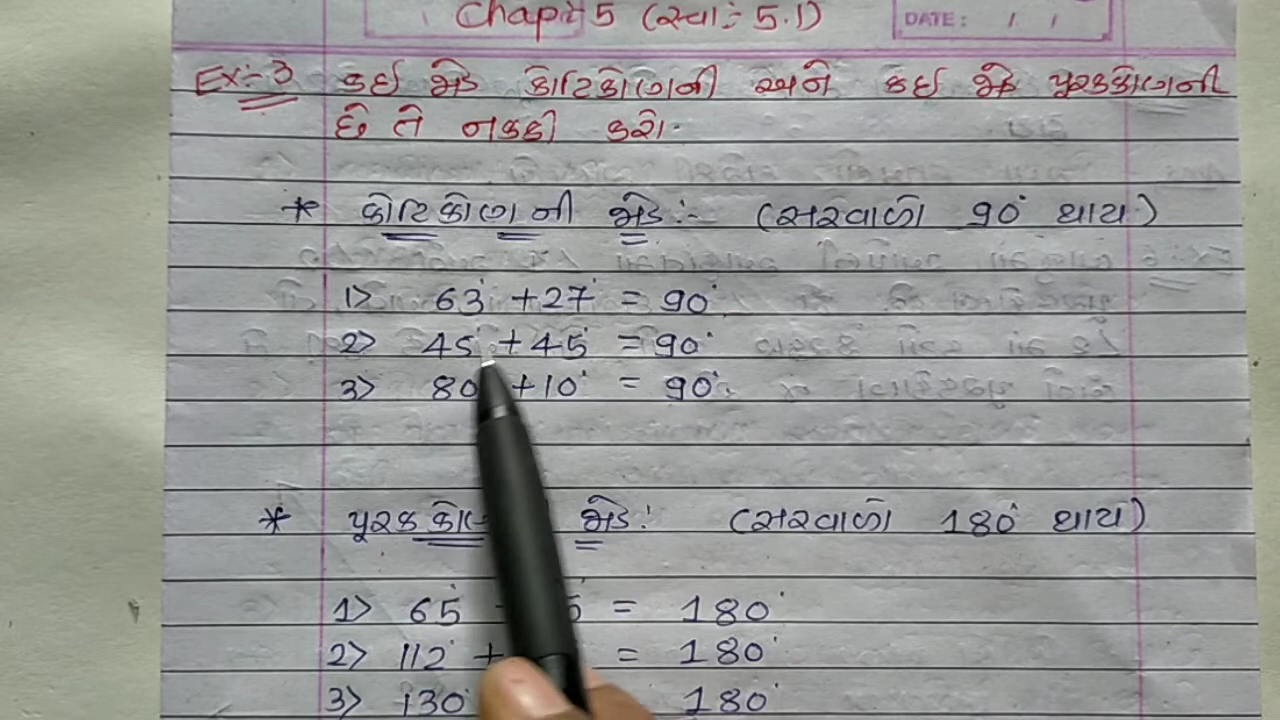 Chap: 5 (સ્વા ÷ 5.1)
DATE: / /
Ex:- 3 કઈ જોડ કોટિકોણની અને કઈ જોડ પૂરકકોણની
છે તે નક્કી કરો.
* કોટિકોણ ની જોડ:- (સરવાળો 90° થાય)
1> 63° + 27° = 90°
2> 45° + 45° = 90°
3> 80 + 10° = 90°
* પૂરક જોડ: (સરવાળો 180° થાય)
1> 65° 5° = 180°
2> 112° + = 180°
3> 130° 180°